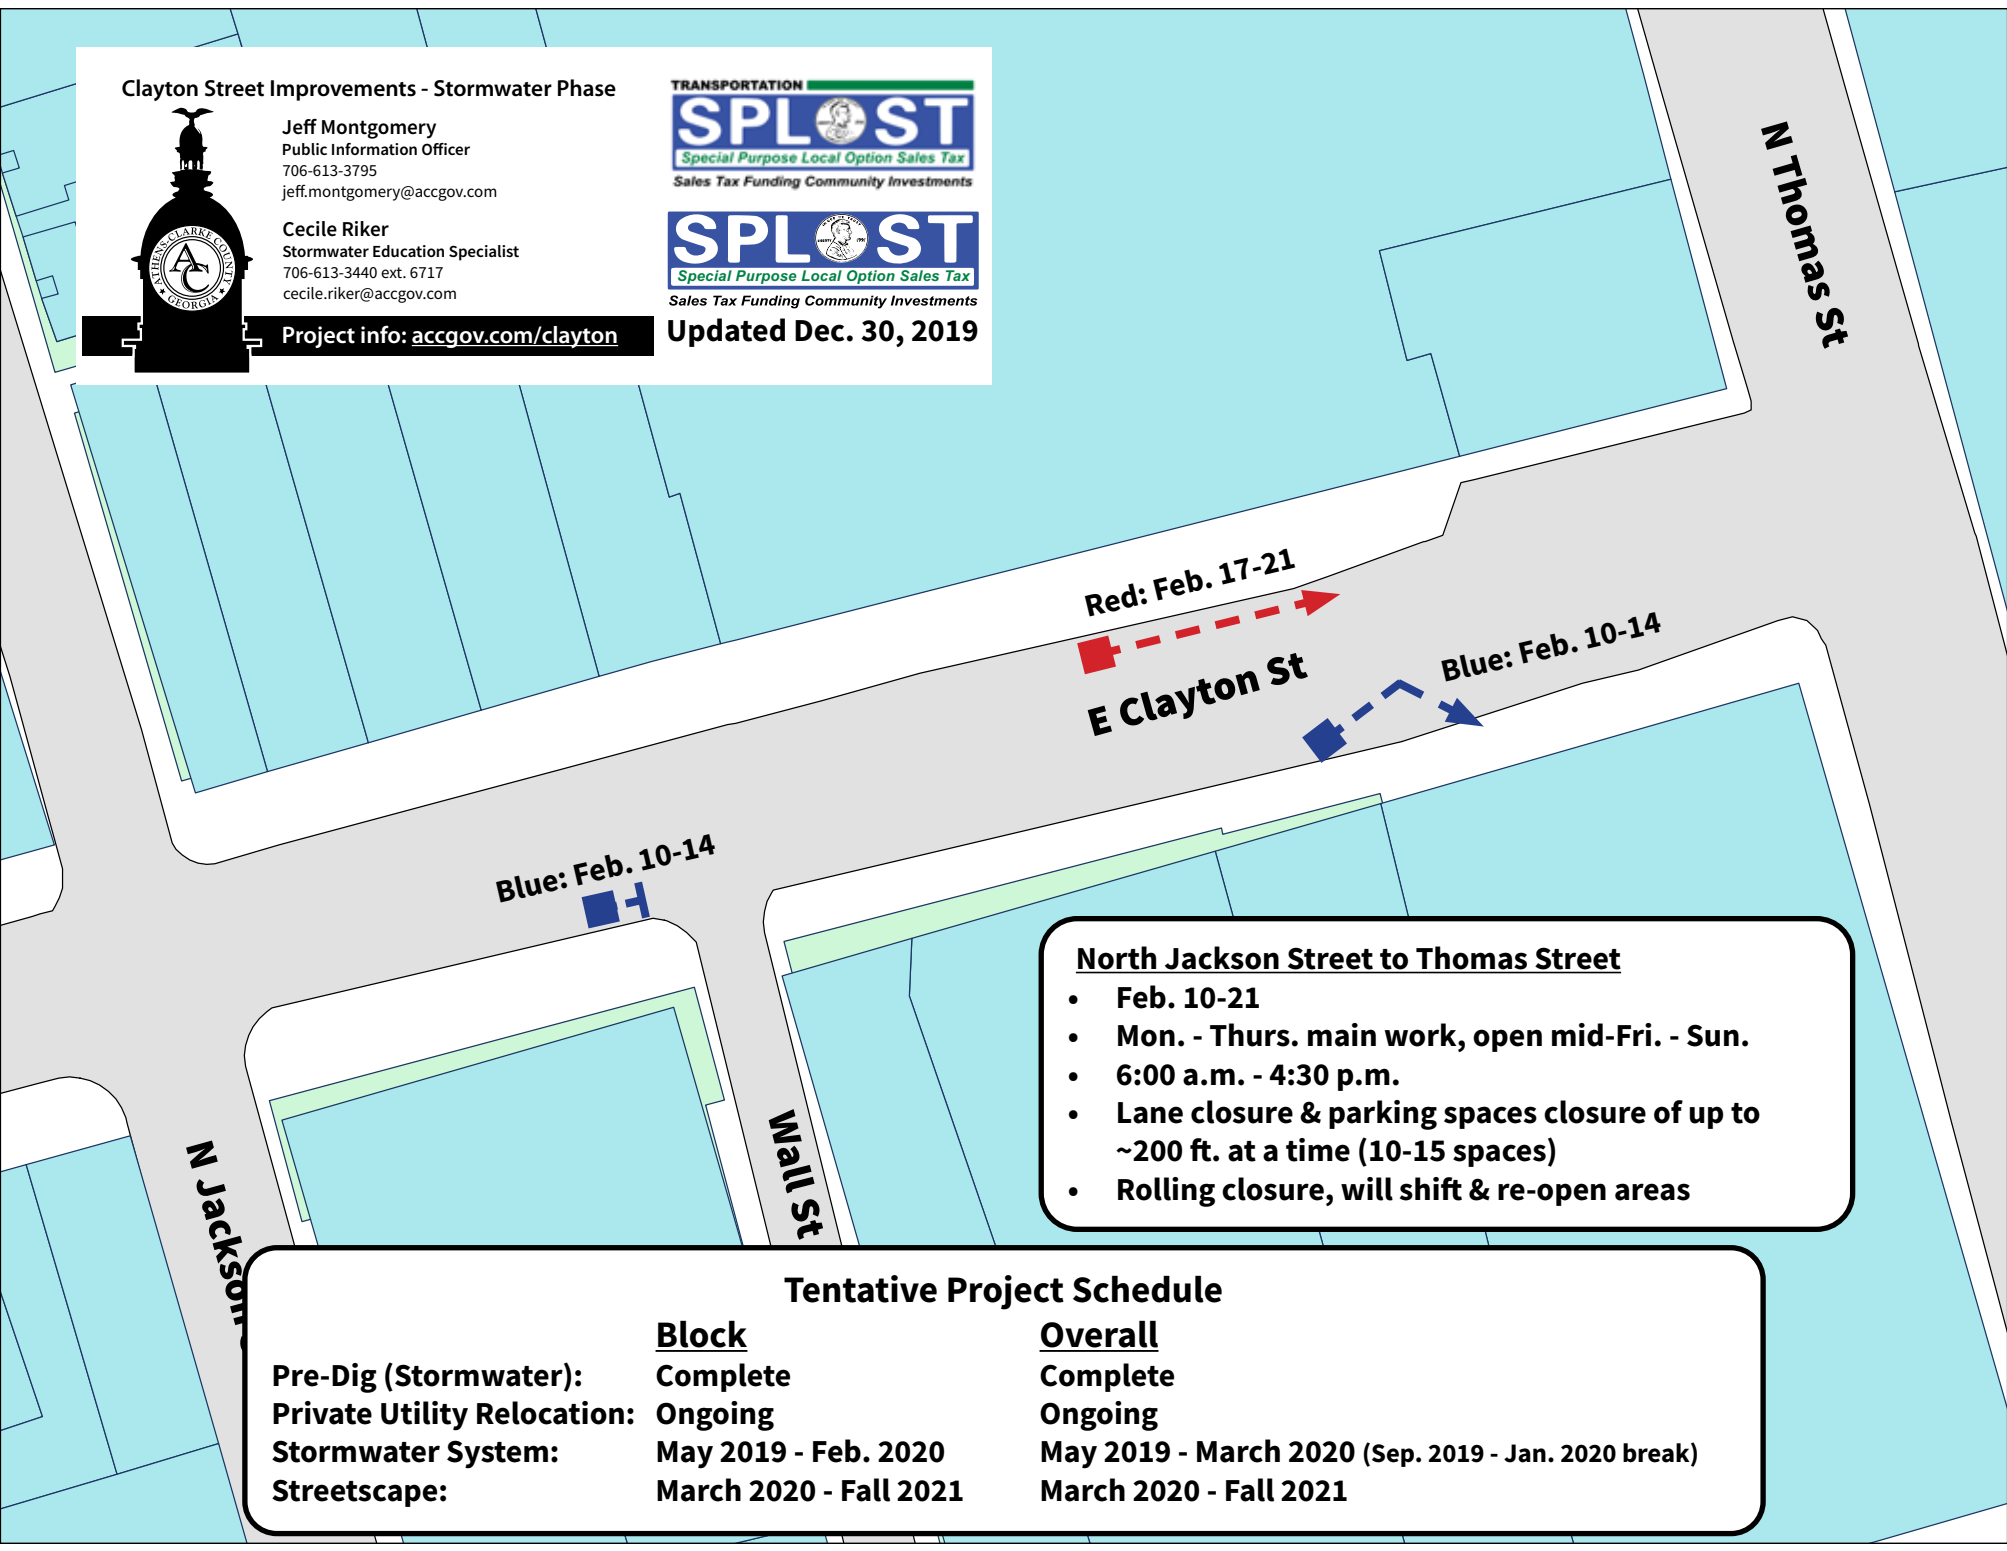 Clayton Street Improvements - Stormwater Phase
Jeff Montgomery
Public Information Officer
706-613-3795
jeff.montgomery@accgov.com
Cecile Riker
Stormwater Education Specialist
706-613-3440 ext. 6717
cecile.riker@accgov.com
Project info: accgov.com/clayton
ATHENS-CLARKE COUNTY
AC
GEORGIA
TRANSPORTATION
SPLOST
Special Purpose Local Option Sales Tax
Sales Tax Funding Community Investments
SPLOST
Special Purpose Local Option Sales Tax
Sales Tax Funding Community Investments
Updated Dec. 30, 2019
N Thomas St
Red: Feb. 17-21
E Clayton St
Blue: Feb. 10-14
Blue: Feb. 10-14
Wall St
N Jackson
North Jackson Street to Thomas Street
• Feb. 10-21
• Mon. - Thurs. main work, open mid-Fri. - Sun.
• 6:00 a.m. - 4:30 p.m.
• Lane closure & parking spaces closure of up to
~200 ft. at a time (10-15 spaces)
• Rolling closure, will shift & re-open areas
Tentative Project Schedule
Block Overall
Pre-Dig (Stormwater): Complete Complete
Private Utility Relocation: Ongoing Ongoing
Stormwater System: May 2019 - Feb. 2020 May 2019 - March 2020 (Sep. 2019 - Jan. 2020 break)
Streetscape: March 2020 - Fall 2021 March 2020 - Fall 2021